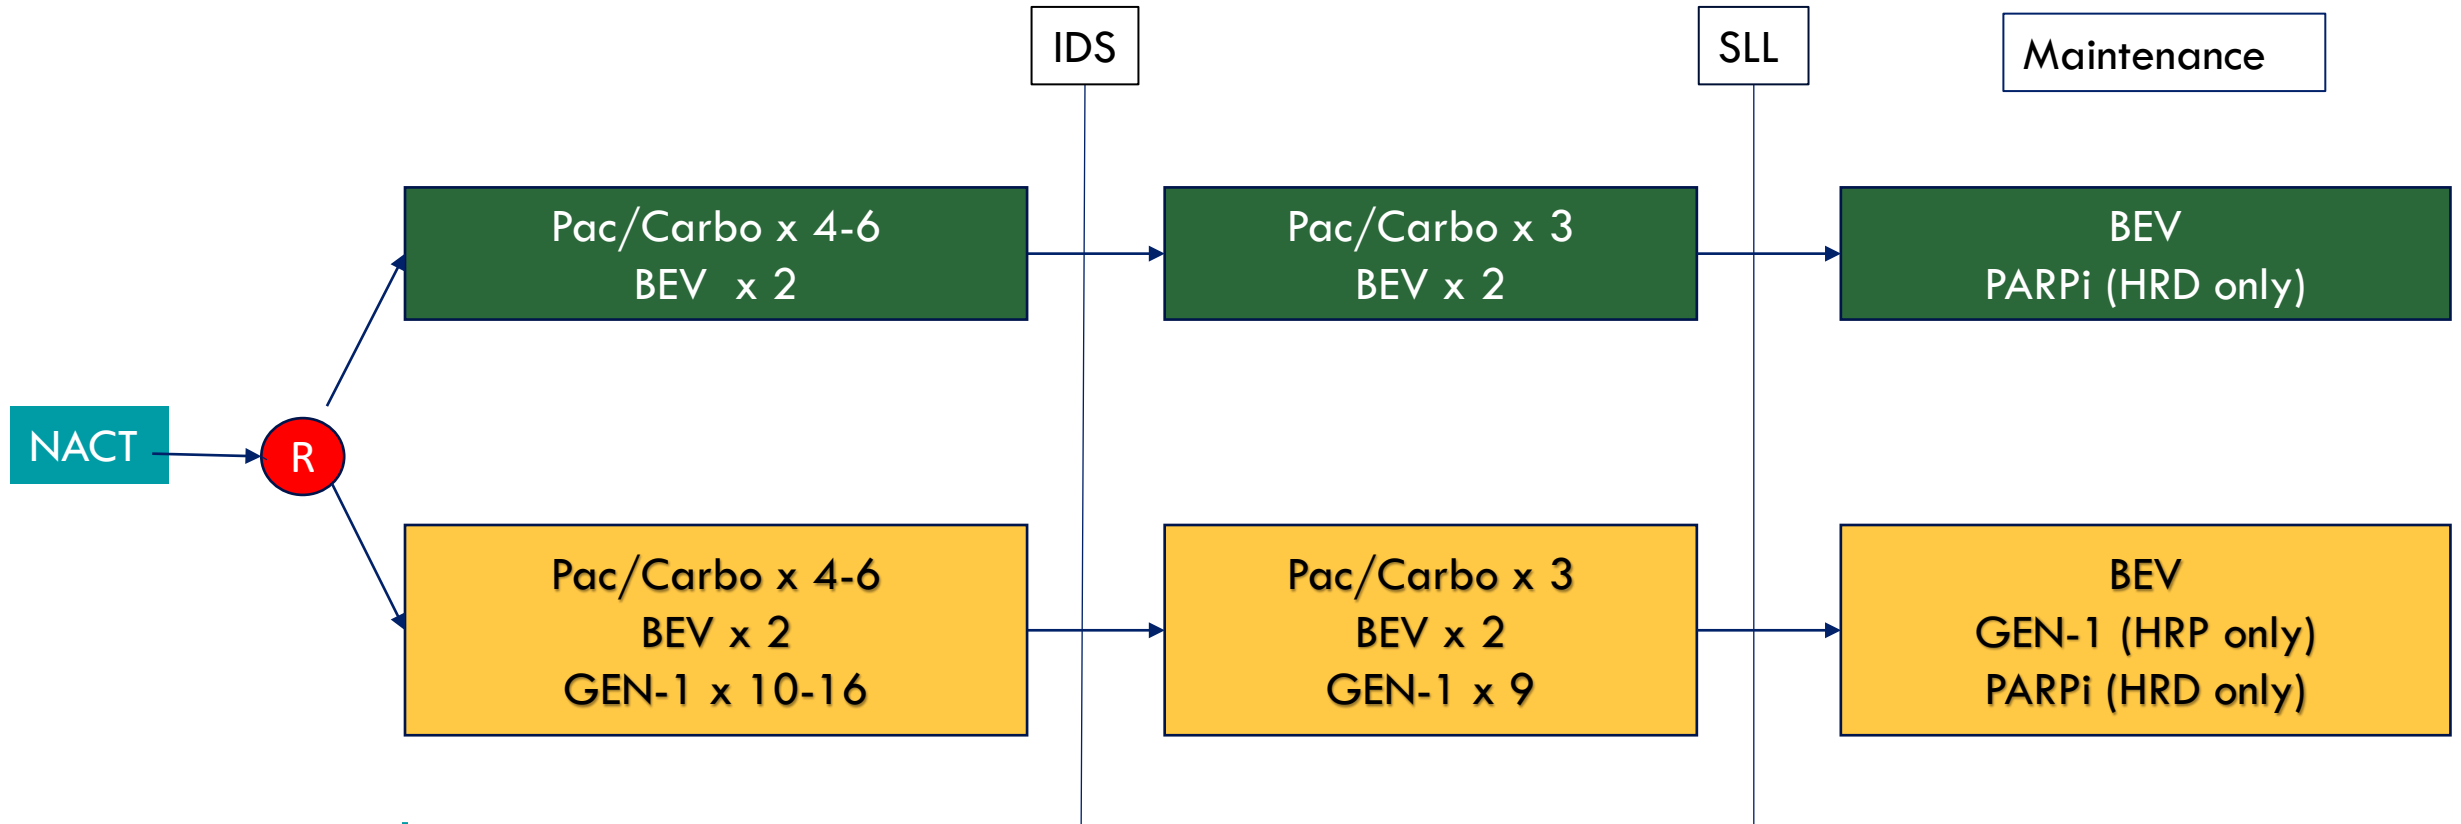 IDS
SLL
Maintenance
Pac/Carbo x 4-6
BEV x 2
Pac/Carbo x 3
BEV x 2
BEV
PARPi (HRD only)
NACT
R
Pac/Carbo x 4-6
BEV x 2
GEN-1 x 10-16
Pac/Carbo x 3
BEV x 2
GEN-1 x 9
BEV
GEN-1 (HRP only)
PARPi (HRD only)